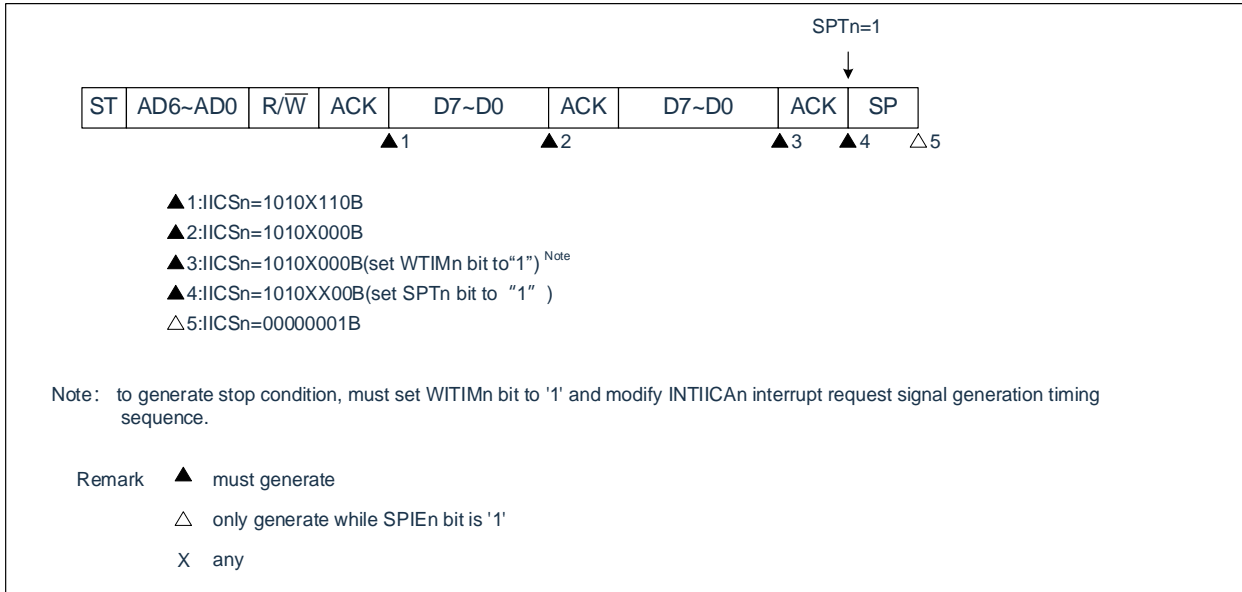 SPTn=1
ST AD6~AD0 R/W̅ ACK D7~D0 ACK D7~D0 ACK SP
▲1 ▲2 ▲3 ▲4 △5
▲1:IICSn=1010X110B
▲2:IICSn=1010X000B
▲3:IICSn=1010X000B(set WTIMn bit to“1”) Note
▲4:IICSn=1010XX00B(set SPTn bit to “1” )
△5:IICSn=00000001B
Note: to generate stop condition, must set WITIMn bit to '1' and modify INTIICAn interrupt request signal generation timing
sequence.
Remark ▲ must generate
△ only generate while SPIEn bit is '1'
X any